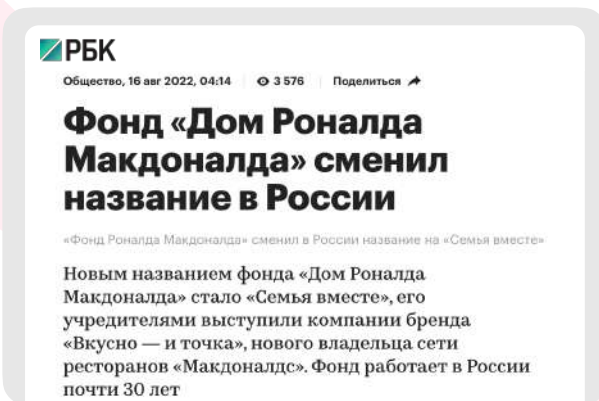 РБК
Общество, 16 авг 2022, 04:14 3 576 Поделиться
Фонд «Дом Роналда
Макдоналда» сменил
название в России
«Фонд Роналда Макдоналда» сменил в России название на «Семья вместе»
Новым названием фонда «Дом Роналда
Макдоналда» стало «Семья вместе», его
учредителями выступили компании бренда
«Вкусно — и точка», нового владельца сети
ресторанов «Макдоналдс». Фонд работает в России
почти 30 лет